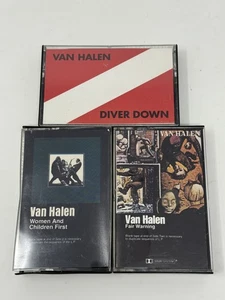 VAN HALEN
DIVER DOWN
Van Halen
Women And
Children First
VAN HALEN
Van Halen
Fair Warning